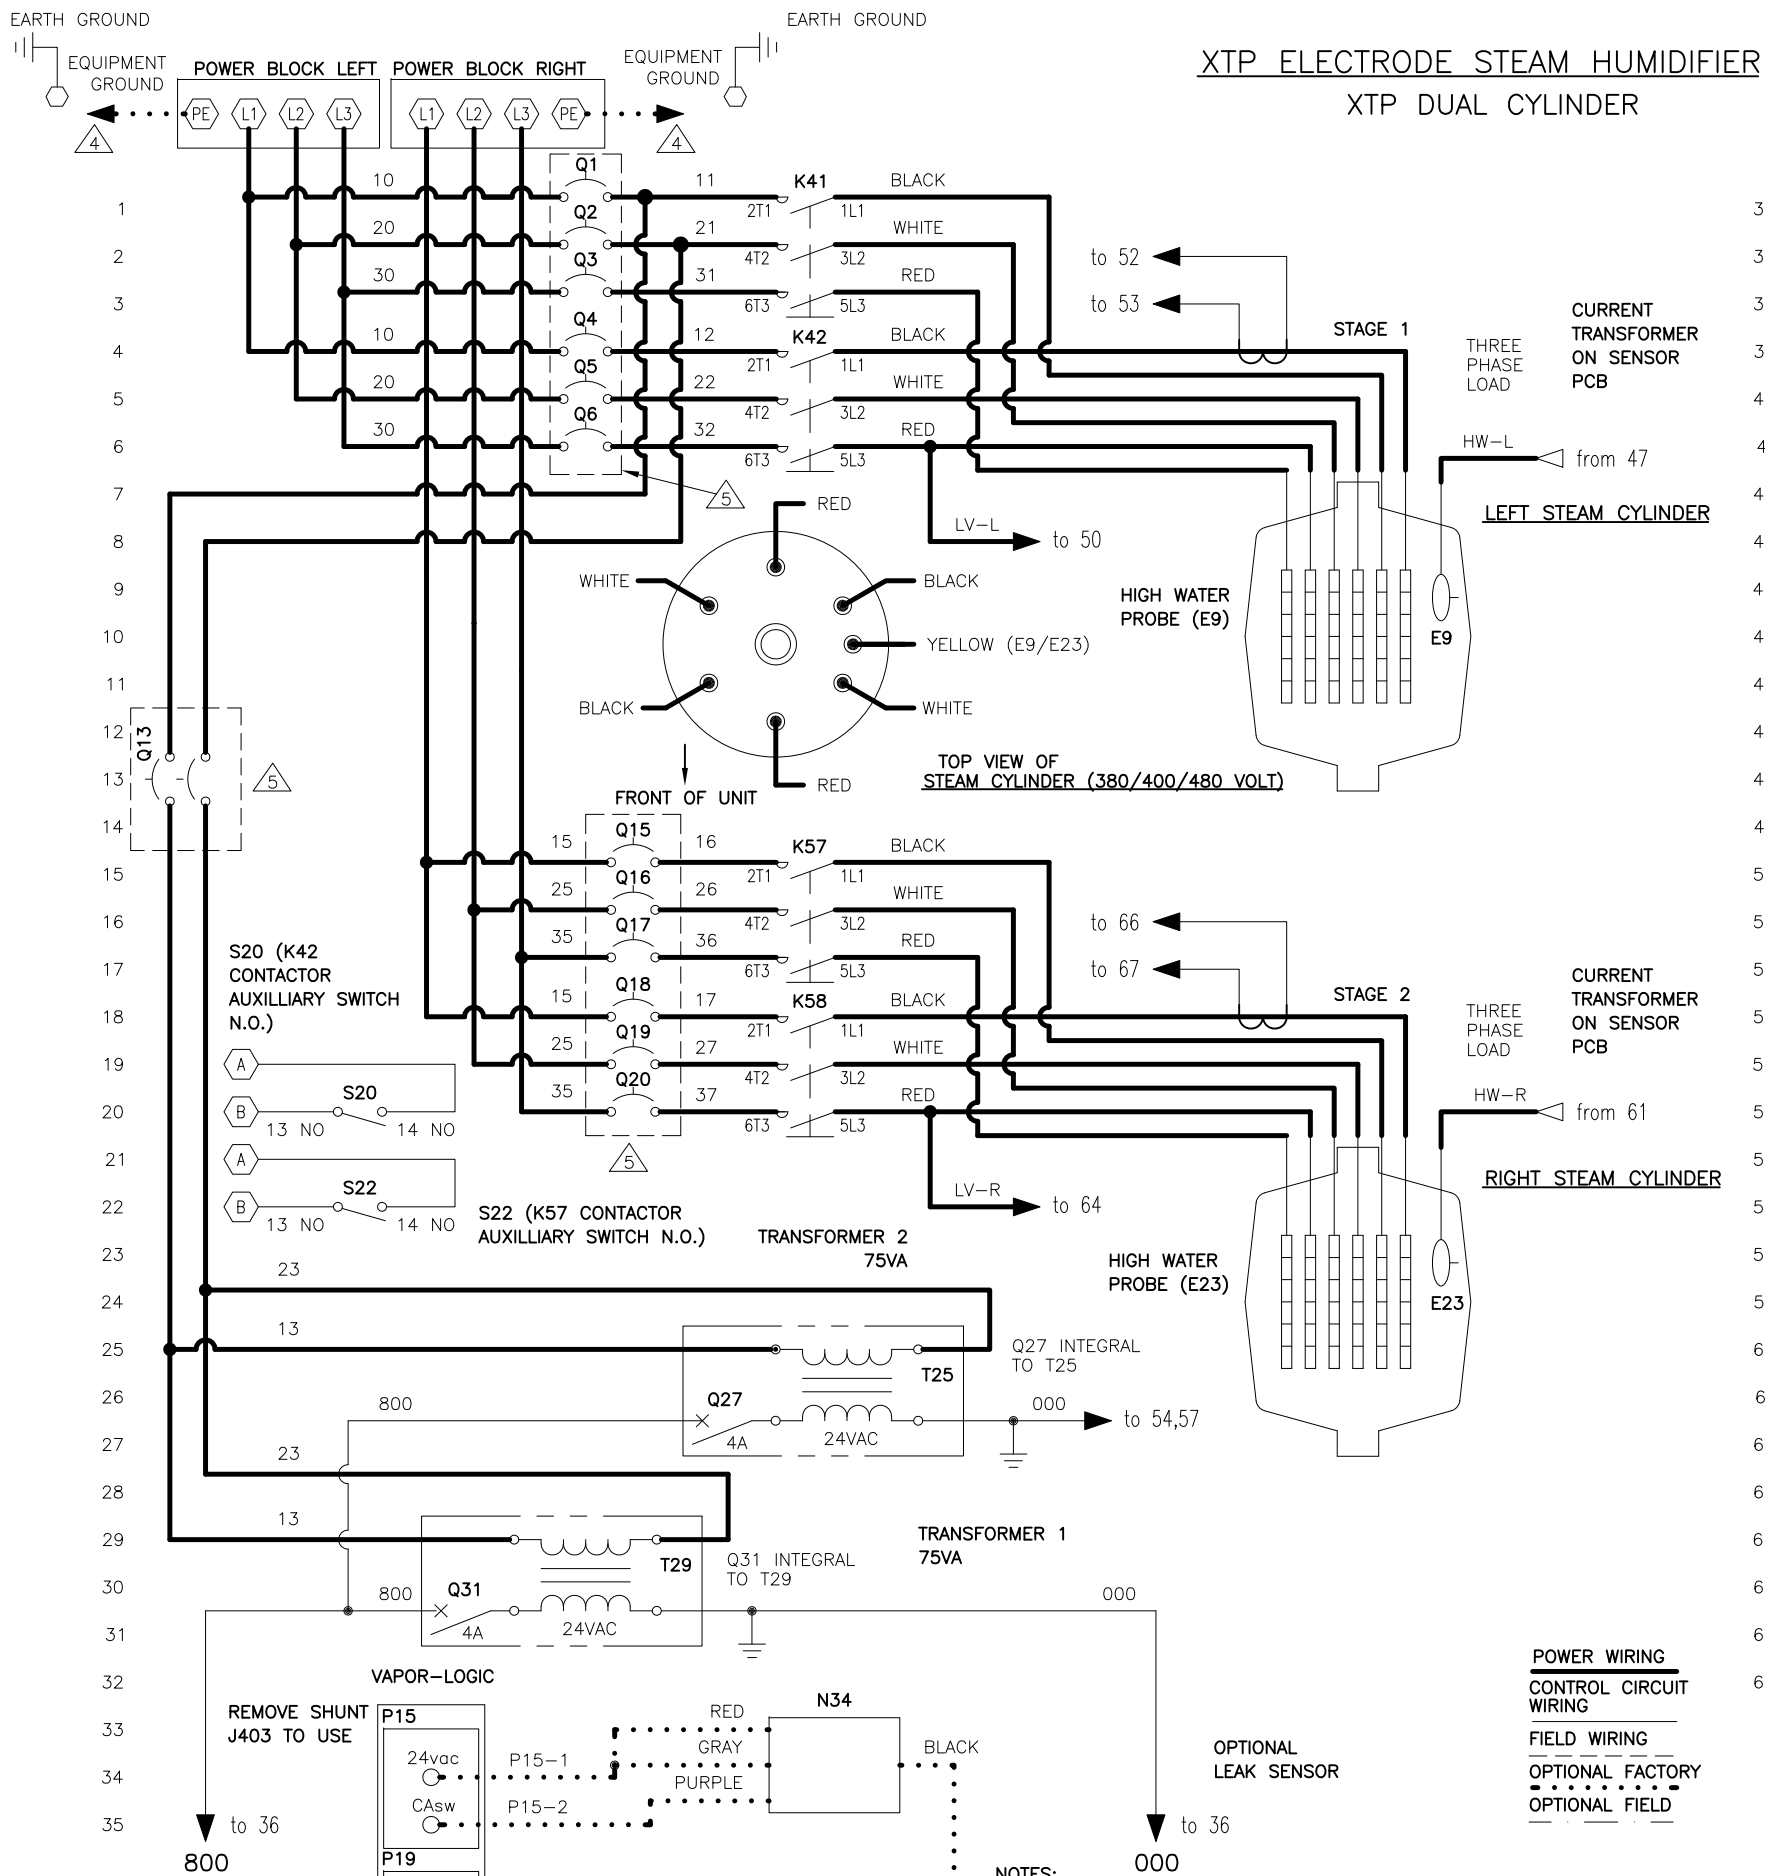 EARTH GROUND
EARTH GROUND
EQUIPMENT
GROUND
POWER BLOCK LEFT
POWER BLOCK RIGHT
EQUIPMENT
GROUND
XTP ELECTRODE STEAM HUMIDIFIER
XTP DUAL CYLINDER
PE L1 L2 L3
L1 L2 L3 PE
4
4
Q1
10 11 K41 BLACK
1 2T1 1L1 3
Q2
20 21 WHITE
2 4T2 3L2 to 52 3
Q3
30 31 RED
3 6T3 5L3 to 53 3
CURRENT
TRANSFORMER
ON SENSOR
PCB
STAGE 1
THREE
PHASE
LOAD
Q4
10 12 K42 BLACK
4 2T1 1L1 3
Q5
20 22 WHITE
5 4T2 3L2 4
Q6
30 32 RED
6 6T3 5L3 4
HW-L from 47
7 5 RED 4
LEFT STEAM CYLINDER
8 LV-L to 50 4
9 WHITE BLACK 4
HIGH WATER
PROBE (E9)
10 YELLOW (E9/E23) E9 4
11 BLACK WHITE 4
12 Q13 4
TOP VIEW OF
STEAM CYLINDER (380/400/480 VOLT)
13 5 RED 4
FRONT OF UNIT
14 4
Q15
15 16 K57 BLACK
15 2T1 1L1 5
Q16
25 26 WHITE
16 4T2 3L2 to 66 5
Q17
35 36 RED
17 6T3 5L3 to 67 5
S20 (K42
CONTACTOR
AUXILLIARY SWITCH
N.O.)
CURRENT
TRANSFORMER
ON SENSOR
PCB
STAGE 2
THREE
PHASE
LOAD
Q18
15 17 K58 BLACK
18 2T1 1L1 5
Q19
25 27 WHITE
19 A 4T2 3L2 5
Q20
35 37 RED
20 B S20 6T3 5L3 5
13 NO 14 NO
HW-R from 61
21 A 5 5
RIGHT STEAM CYLINDER
22 B S22 LV-R to 64 5
13 NO 14 NO
S22 (K57 CONTACTOR
AUXILLIARY SWITCH N.O.)
TRANSFORMER 2
75VA
23 5
HIGH WATER
PROBE (E23)
23
24 E23 5
13
25 6
Q27 INTEGRAL
TO T25
T25
26 6
800 Q27 000 to 54,57
4A 24VAC
27 6
23
28 6
13
29 6
TRANSFORMER 1
75VA
Q31 INTEGRAL
TO T29
T29
30 6
800 Q31 000
4A 24VAC
31 6
32 6
VAPOR-LOGIC
POWER WIRING
CONTROL CIRCUIT
WIRING
FIELD WIRING
OPTIONAL FACTORY
OPTIONAL FIELD
REMOVE SHUNT
J403 TO USE
P15
N34
33 RED
24vac P15-1 GRAY BLACK
34 PURPLE
OPTIONAL
LEAK SENSOR
CAsw P15-2
35 to 36 to 36
800 P19 000
NOTES: